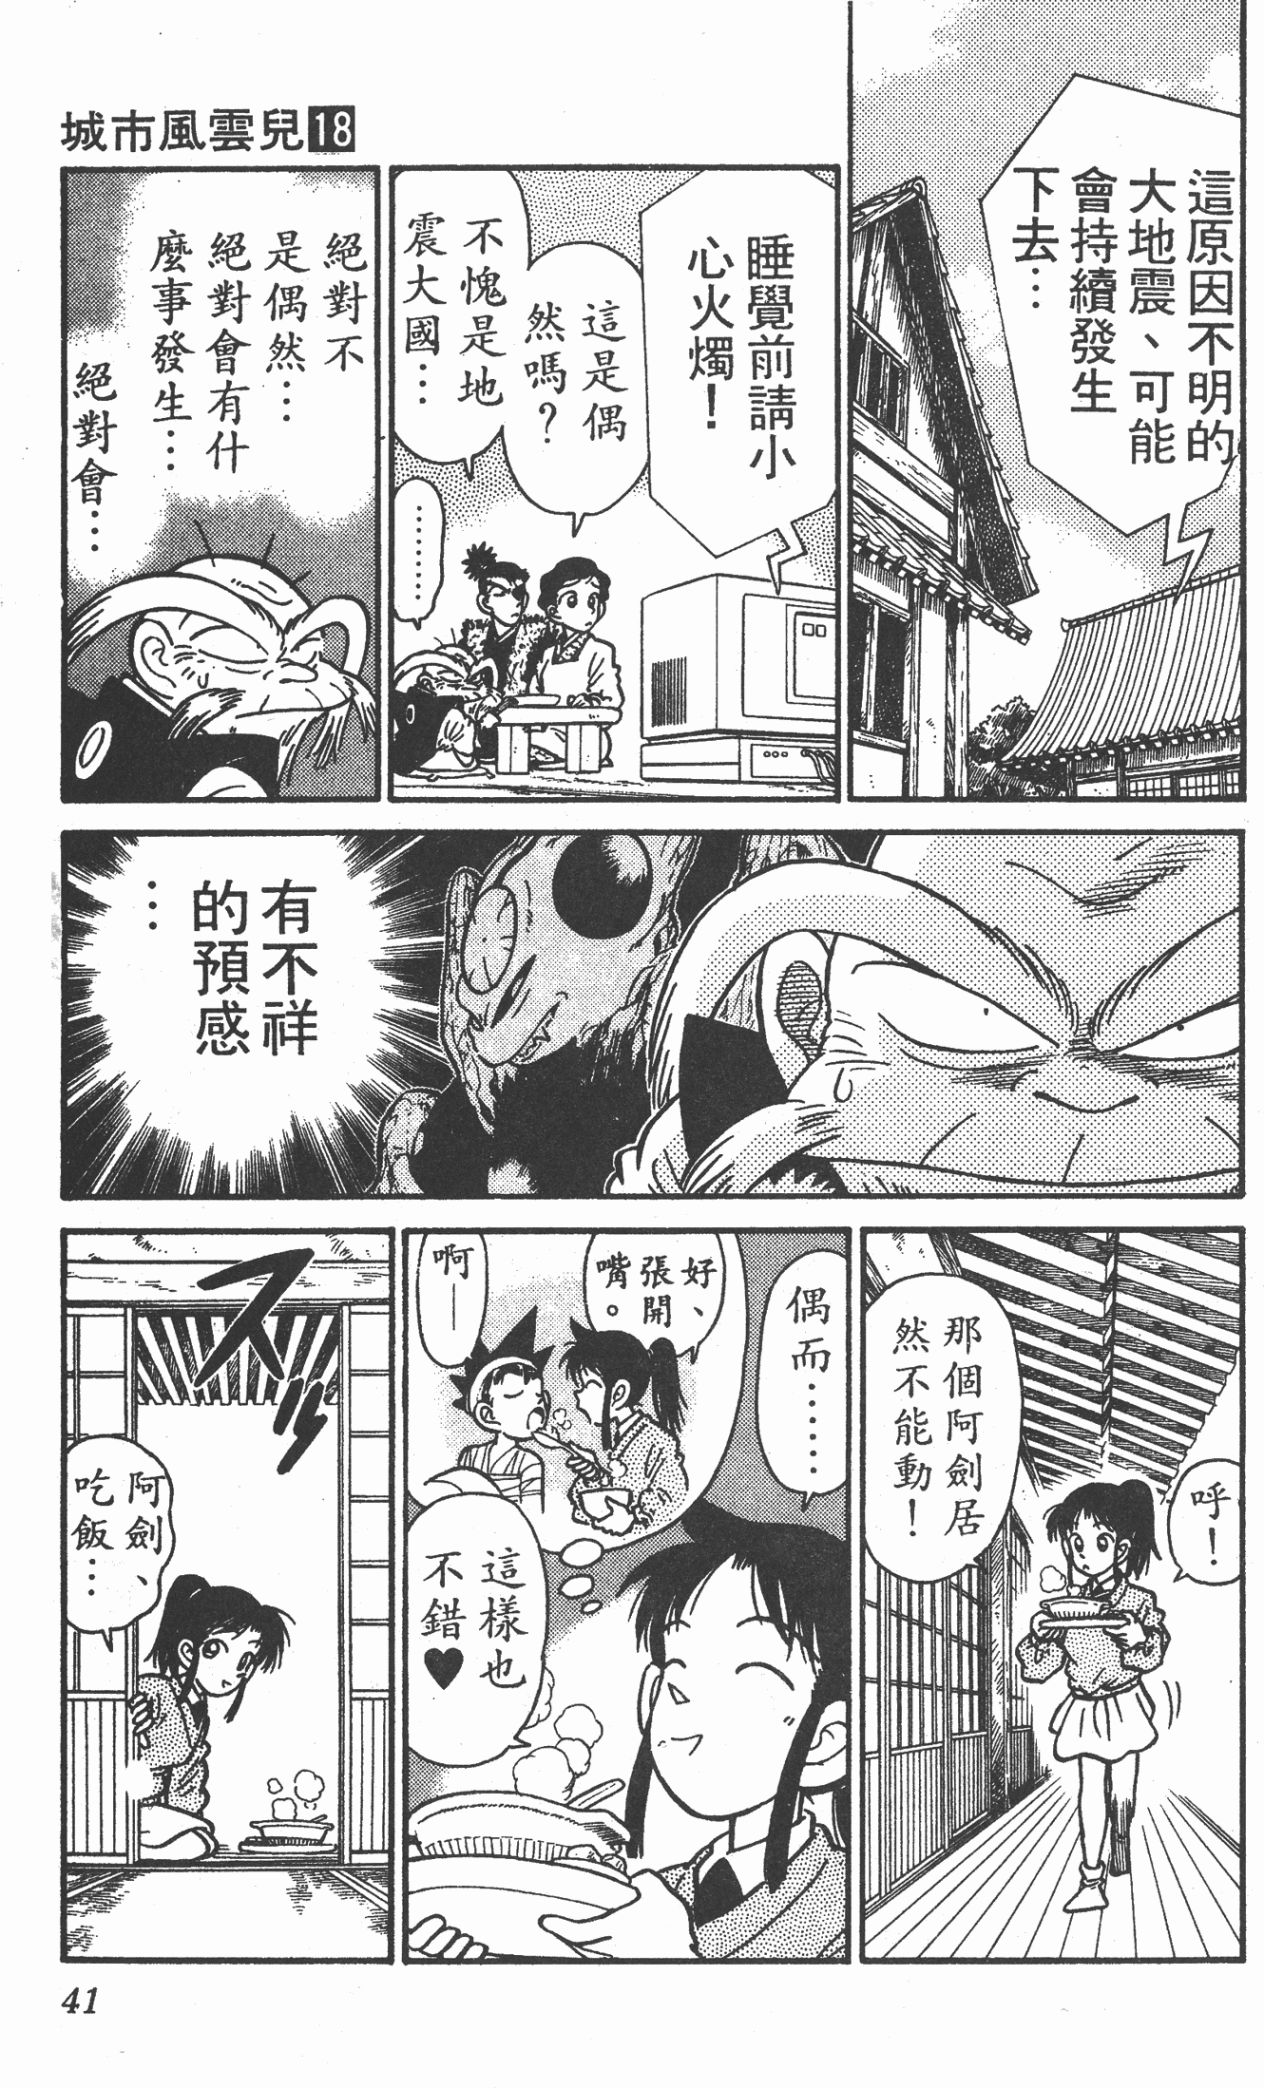 城市風雲兒18
這原因不明的
大地震、可能
會持續發生
下去…
睡覺前請小
心火燭！
這是偶
然嗎？
不愧是地
震大國…
………
絕對不
是偶然…
絕對會有什
麼事發生…
絕對會…
有不祥
的預感
…
呼！
那個阿劍居
然不能動！
偶而……
好、
張開
嘴。
啊—
這樣也
不錯♥
ス
阿劍、
吃飯…
41